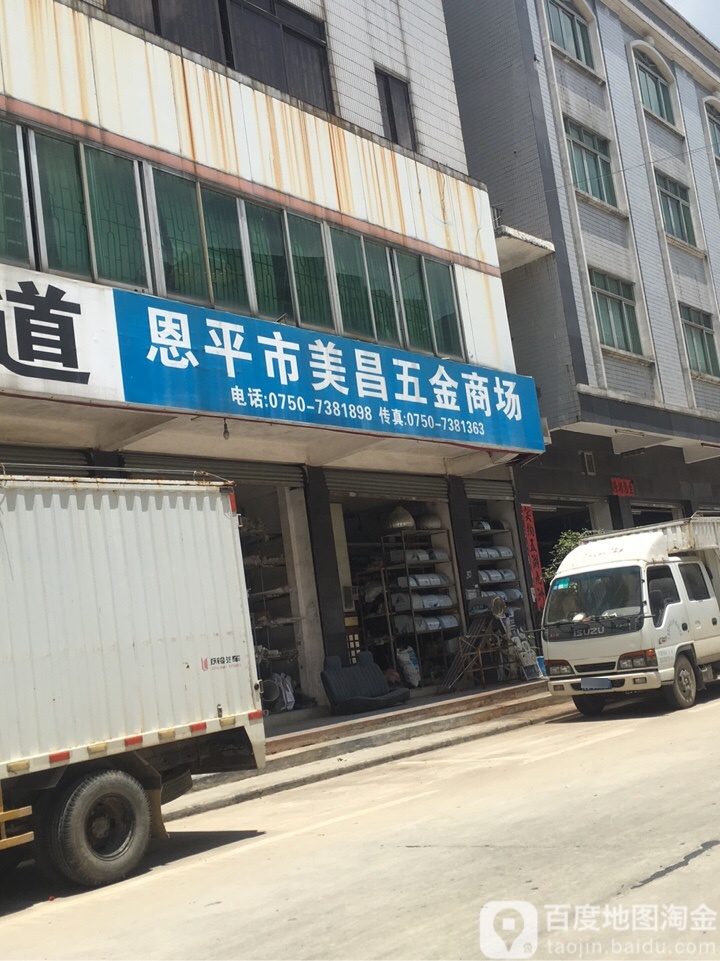 道
恩平市美昌五金商场
电话:0750-7381898 传真:0750-7381363
ISUZU
百度地图淘金
taojin.baidu.com